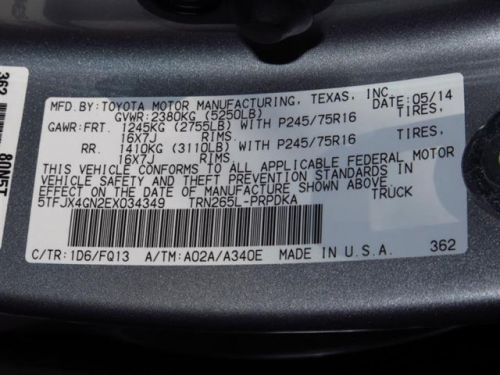 MFD.BY:TOYOTA MOTOR MANUFACTURING, TEXAS, INC.
GVWR:2380KG (5250LB) DATE:05/14
GAWR:FRT. 1245KG (2755LB) WITH P245/75R16 TIRES,
16X7J RIMS.
RR. 1410KG (3110LB) WITH P245/75R16 TIRES,
16X7J RIMS.
THIS VEHICLE CONFORMS TO ALL APPLICABLE FEDERAL MOTOR
VEHICLE SAFETY AND THEFT PREVENTION STANDARDS IN
EFFECT ON THE DATE OF MANUFACTURE SHOWN ABOVE.
5TFJX4GN2EX034349 TRN265L-PRPDKA TRUCK
C/TR:1D6/FQ13 A/TM:A02A/A340E MADE IN U.S.A. 362
362
80N5T